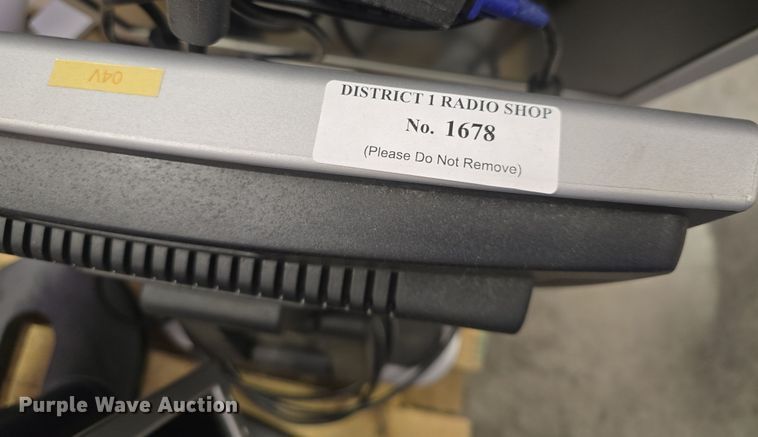 04V
DISTRICT 1 RADIO SHOP
No. 1678
(Please Do Not Remove)
Purple Wave Auction